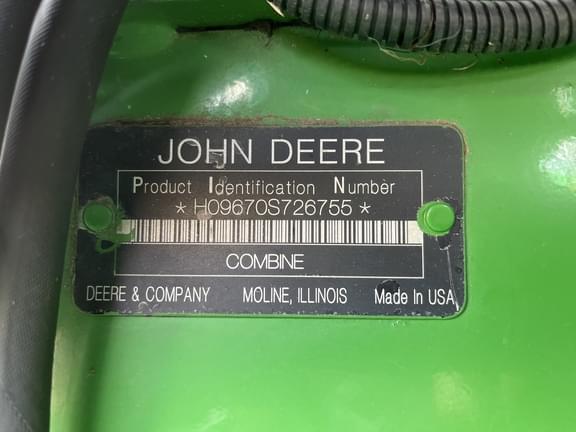 JOHN DEERE
Product Identification Number
*H09670S726755*
COMBINE
DEERE & COMPANY MOLINE, ILLINOIS Made In USA